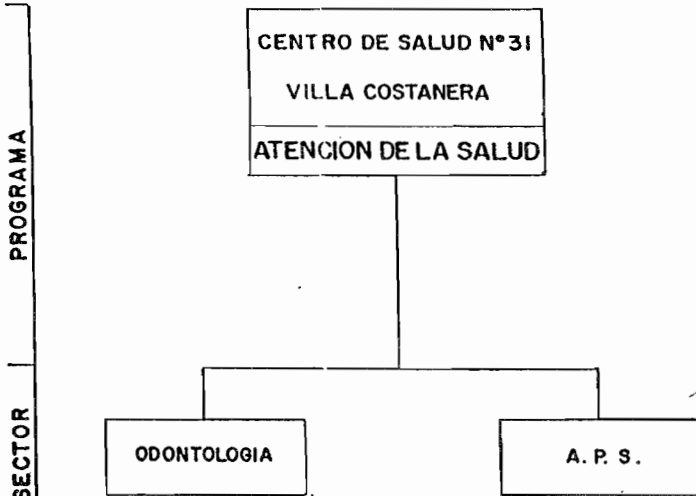 CENTRO DE SALUD N°31
VILLA COSTANERA
ATENCION DE LA SALUD
PROGRAMA
SECTOR
ODONTOLOGIA
A. P. S.